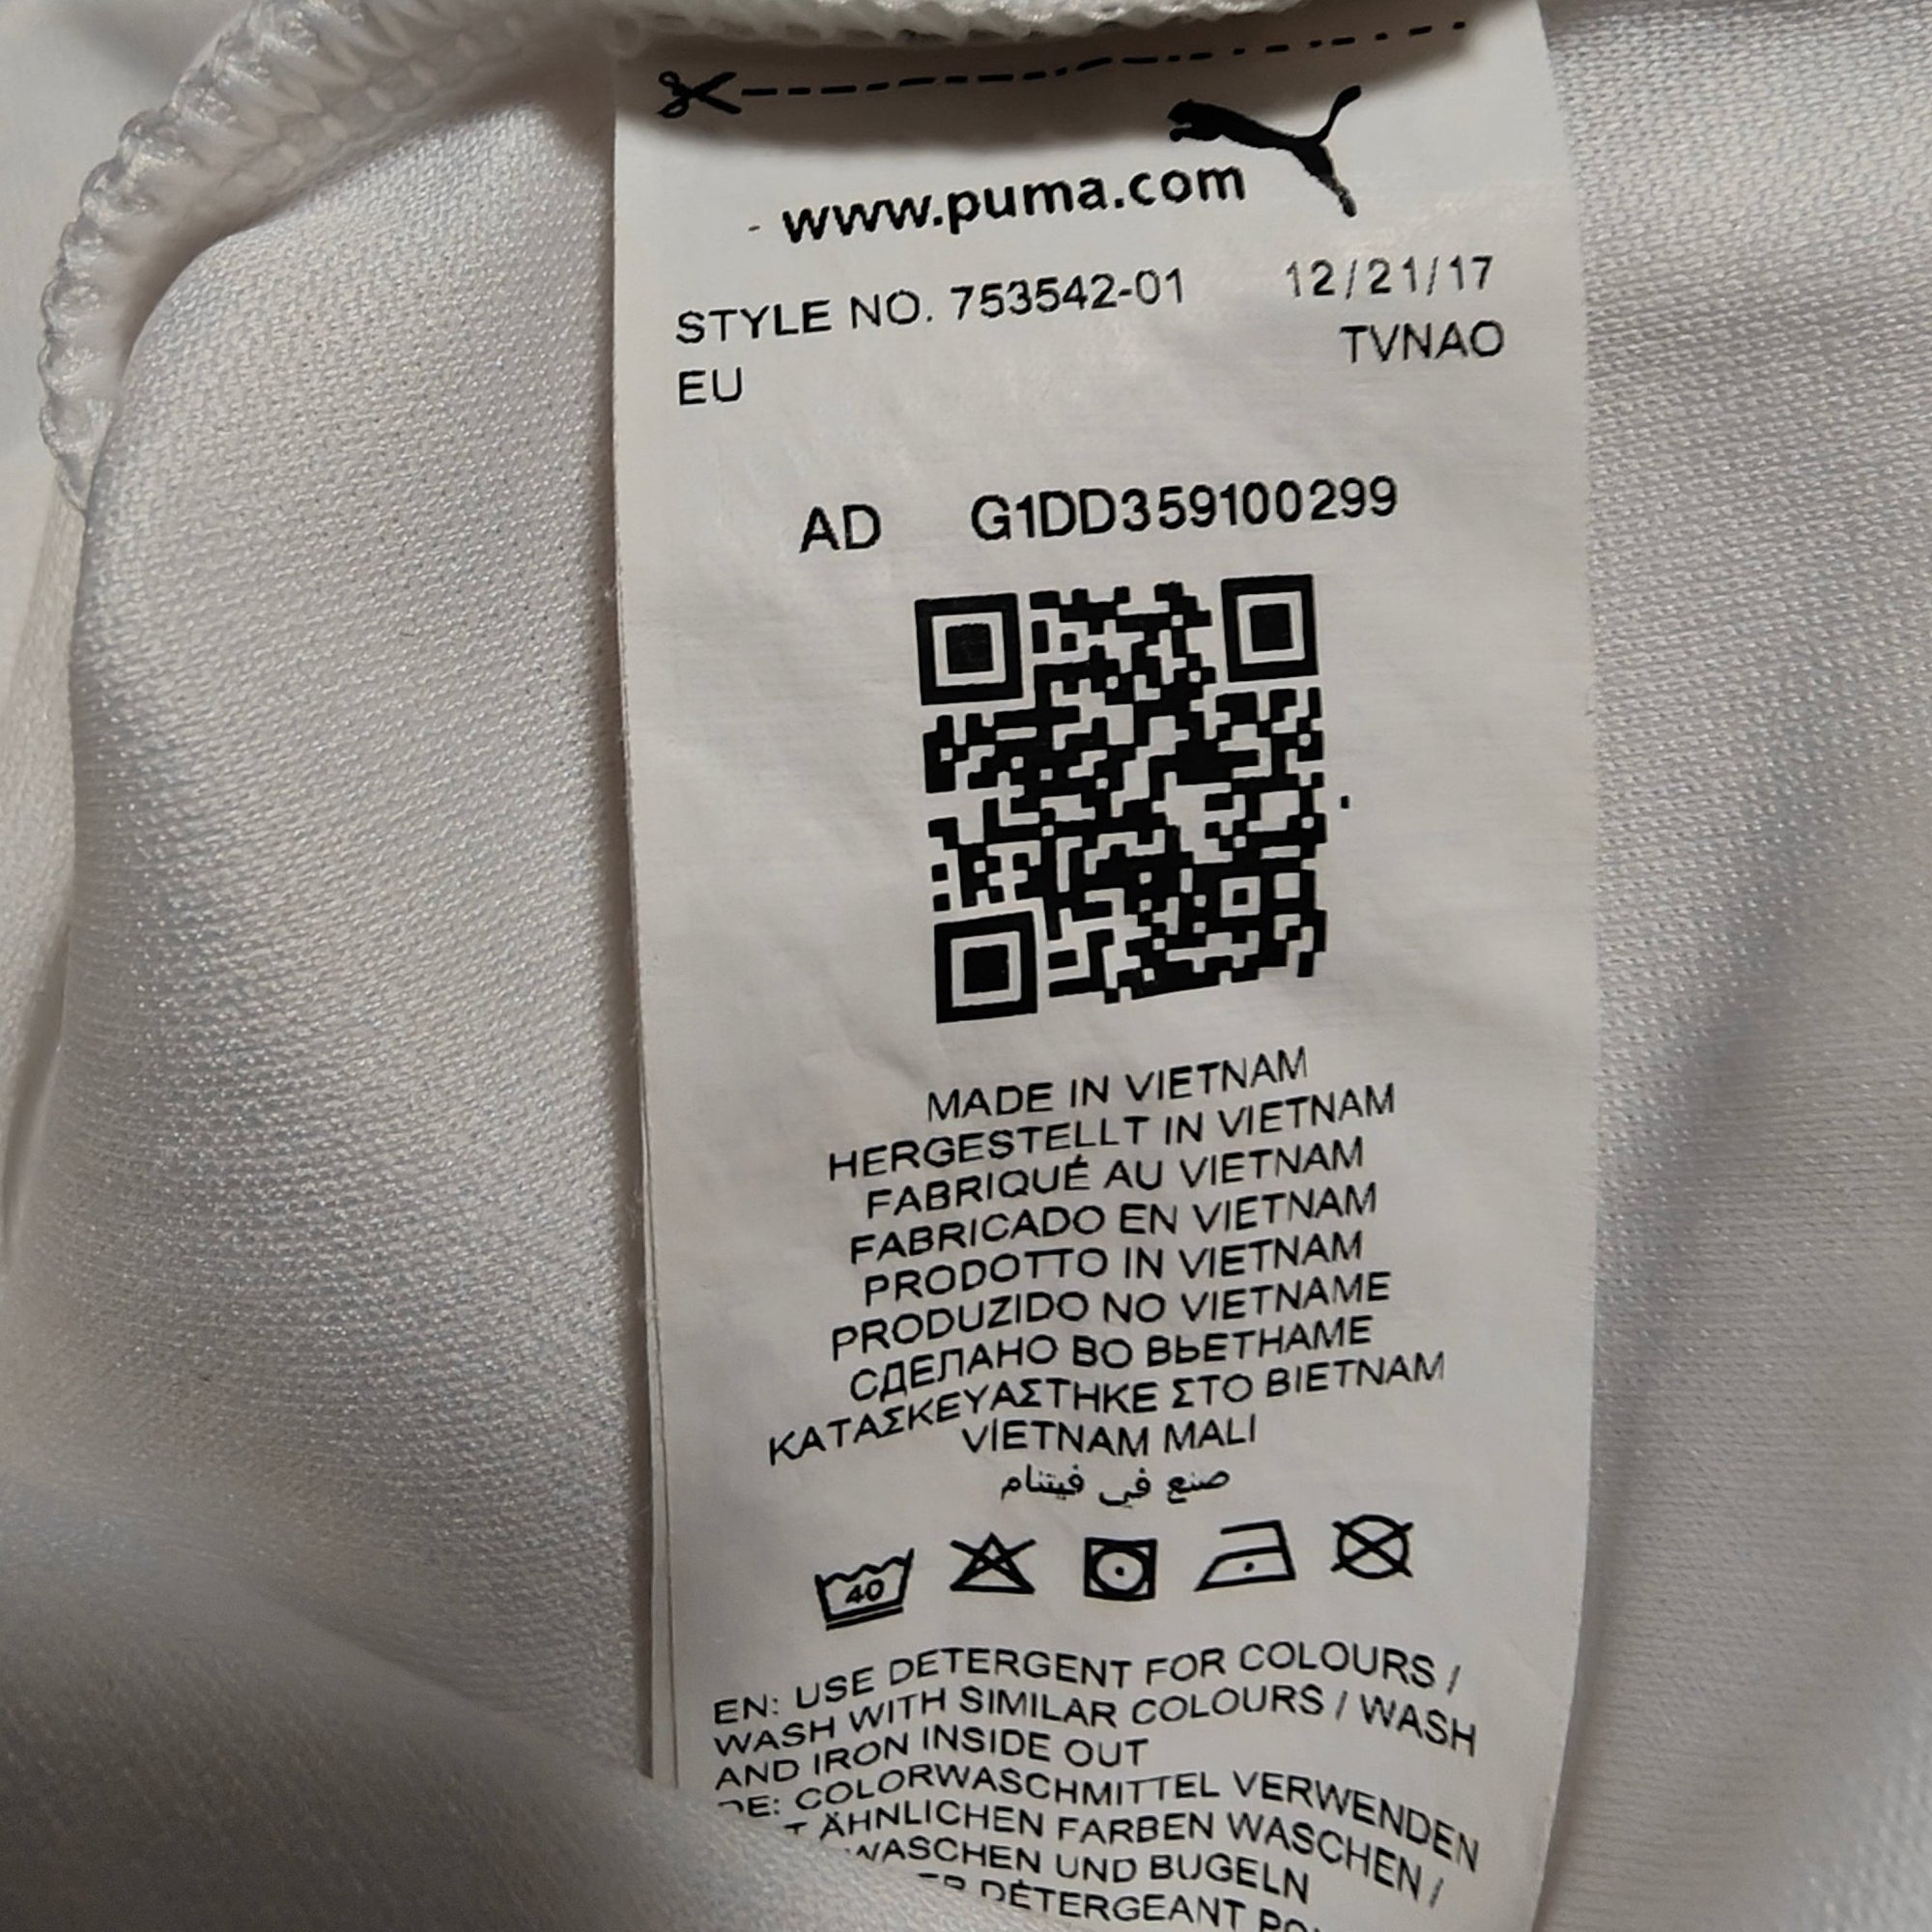 www.puma.com
STYLE NO. 753542-01 12/21/17
EU TVNAO
AD G1DD359100299
MADE IN VIETNAM
HERGESTELLT IN VIETNAM
FABRIQUÉ AU VIETNAM
FABRICADO EN VIETNAM
PRODOTTO IN VIETNAM
PRODUZIDO NO VIETNAME
СДЕЛАНО ВО ВЬЕТНАМЕ
ΚΑΤΑΣΚΕΥΑΣΤΗΚΕ ΣΤΟ ΒΙΕΤΝΑΜ
VİETNAM MALI
صنع في فيتنام
40
EN: USE DETERGENT FOR COLOURS /
WASH WITH SIMILAR COLOURS / WASH
AND IRON INSIDE OUT
DE: COLORWASCHMITTEL VERWENDEN
ÄHNLICHEN FARBEN WASCHEN /
WASCHEN UND BUGELN
DÉTERGEANT